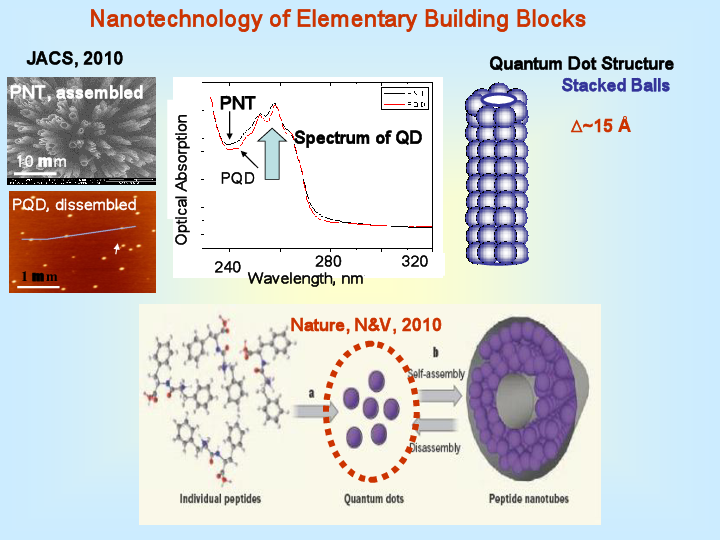 Nanotechnology of Elementary Building Blocks
JACS, 2010
PNT, assembled
10 mm
PQD, dissembled
1 mm
PNT
PQD
Spectrum of QD
Optical Absorption
240
280
320
Wavelength, nm
Quantum Dot Structure
Stacked Balls
Δ~15 Å
Nature, N&V, 2010
a
b
Self-assembly
Disassembly
Individual peptides
Quantum dots
Peptide nanotubes